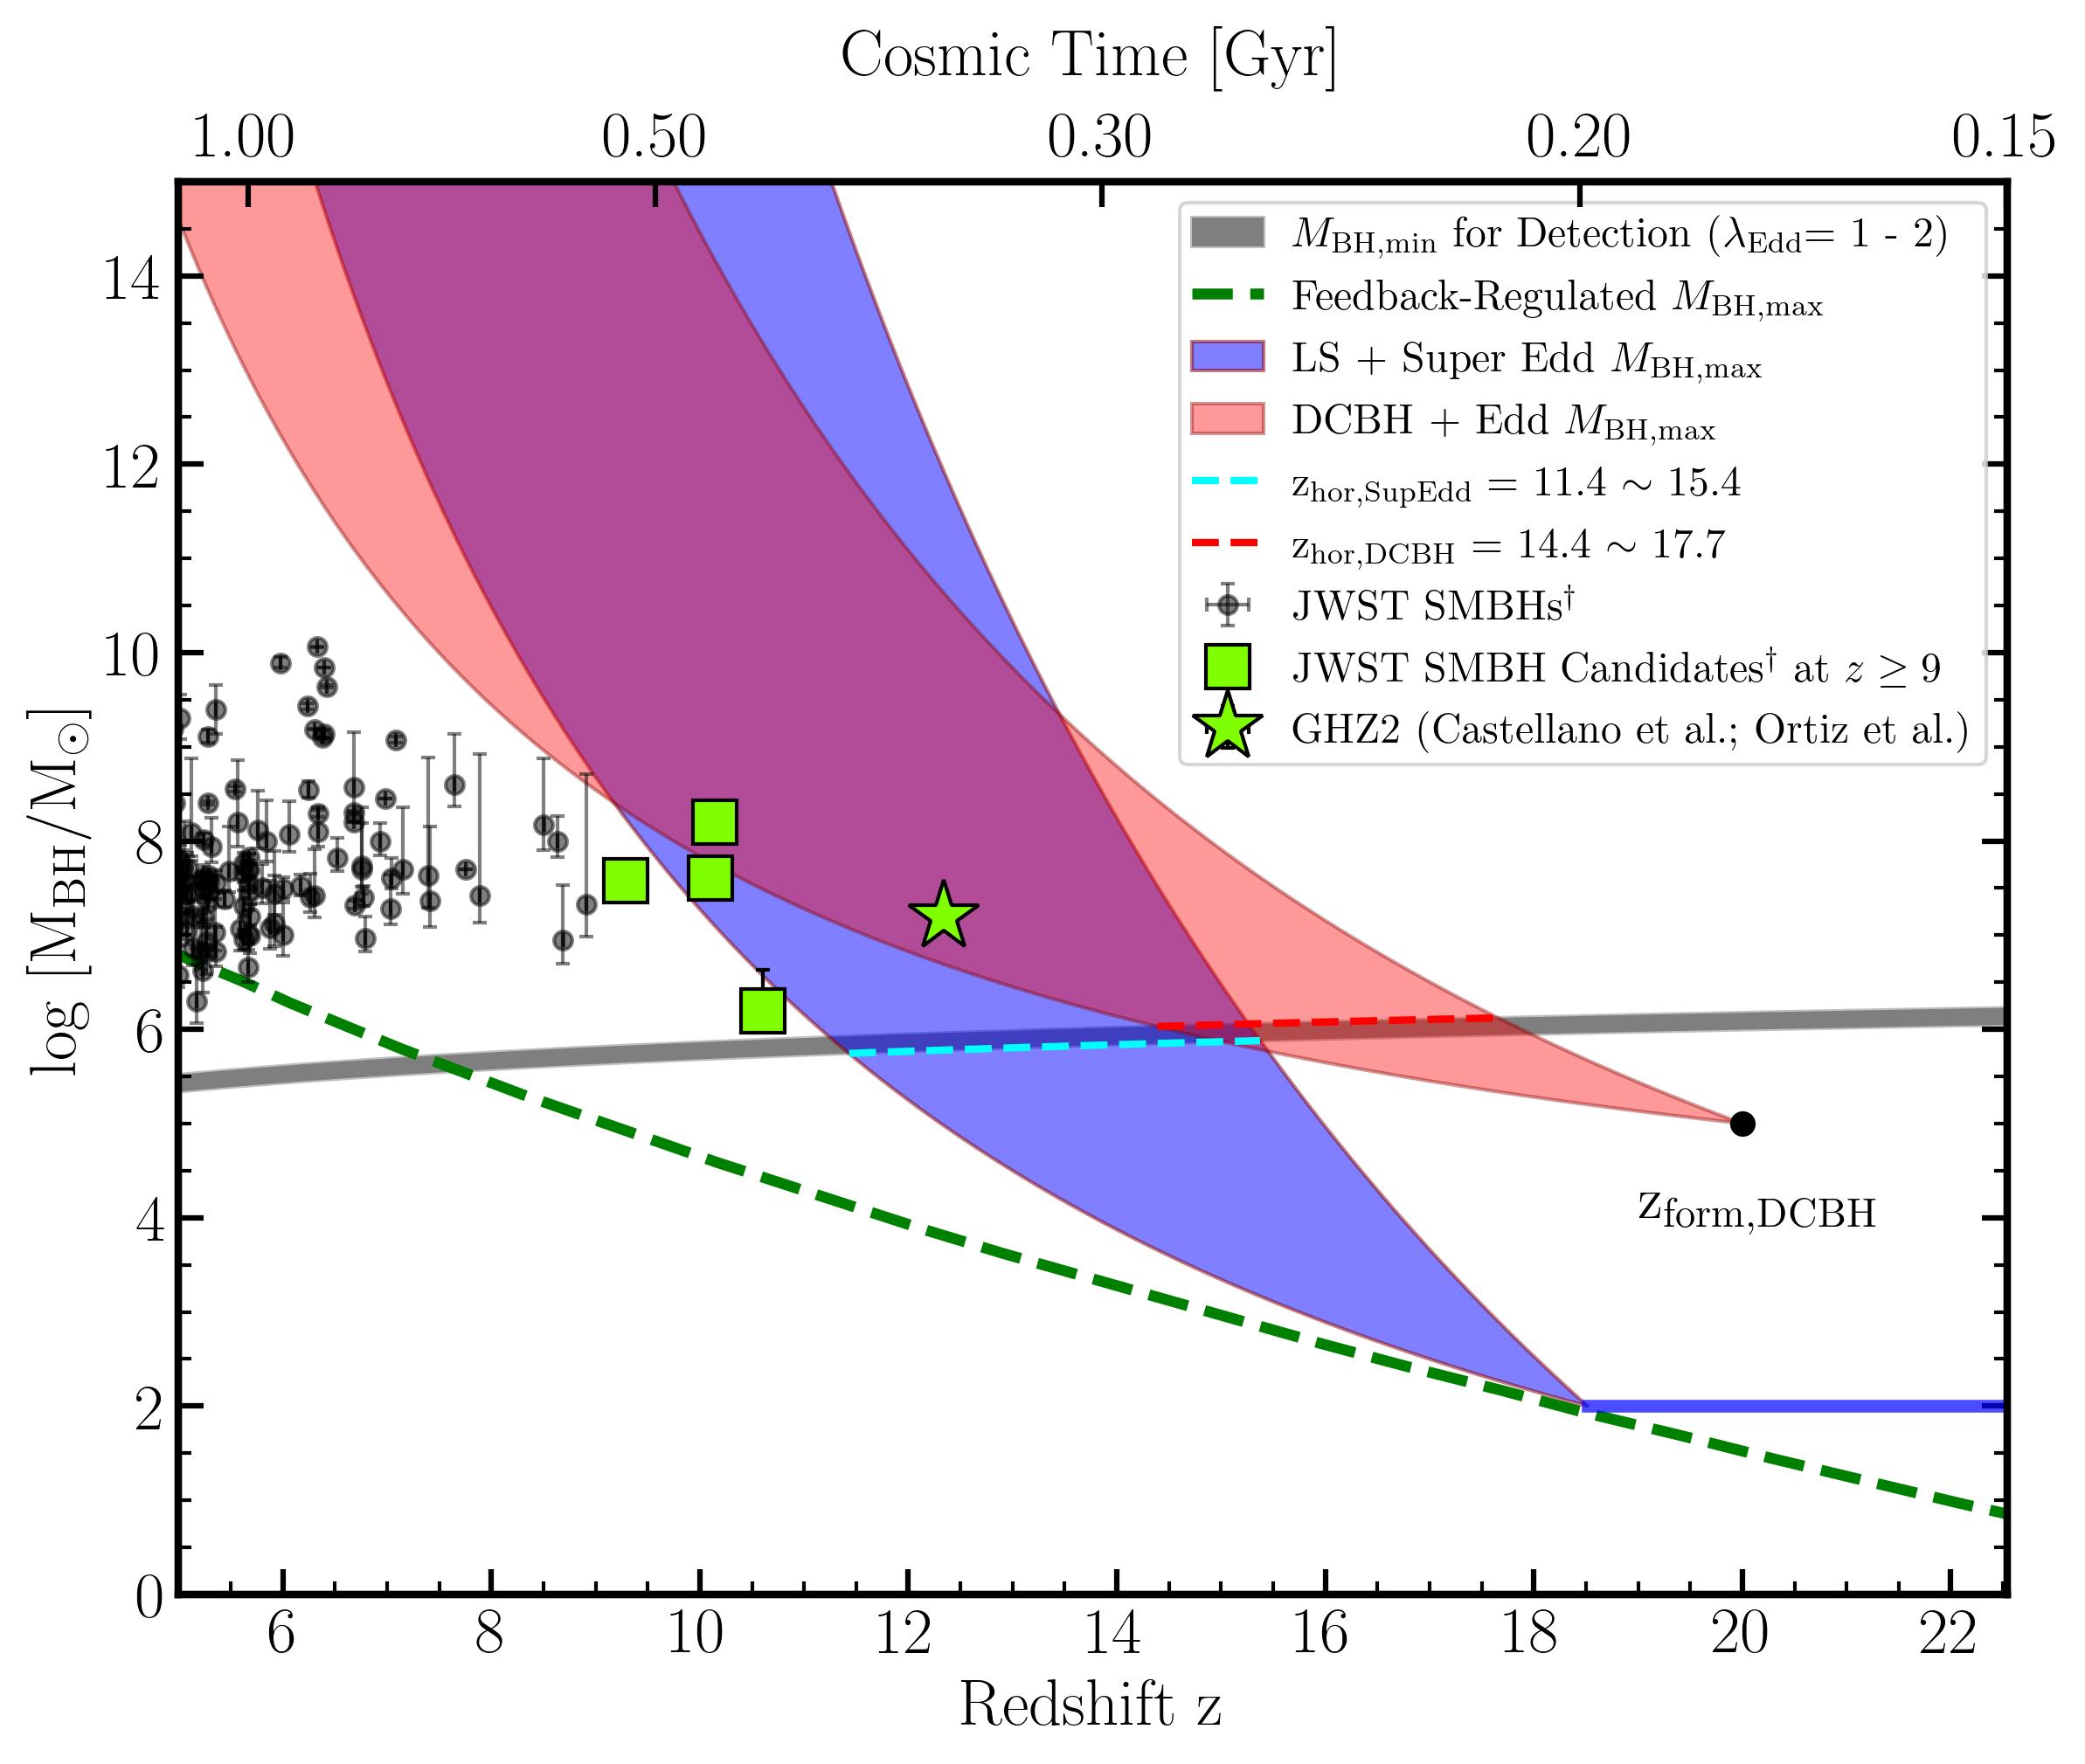 Cosmic Time [Gyr]
1.00 0.50 0.30 0.20 0.15
M_BH,min for Detection (λ_Edd= 1 - 2)
Feedback-Regulated M_BH,max
LS + Super Edd M_BH,max
DCBH + Edd M_BH,max
z_hor,SupEdd = 11.4 ∼ 15.4
z_hor,DCBH = 14.4 ∼ 17.7
JWST SMBHs†
JWST SMBH Candidates† at z ≥ 9
GHZ2 (Castellano et al.; Ortiz et al.)
log [M_BH/M_⊙]
14
12
10
8
6
4
2
0
z_form,DCBH
6 8 10 12 14 16 18 20 22
Redshift z